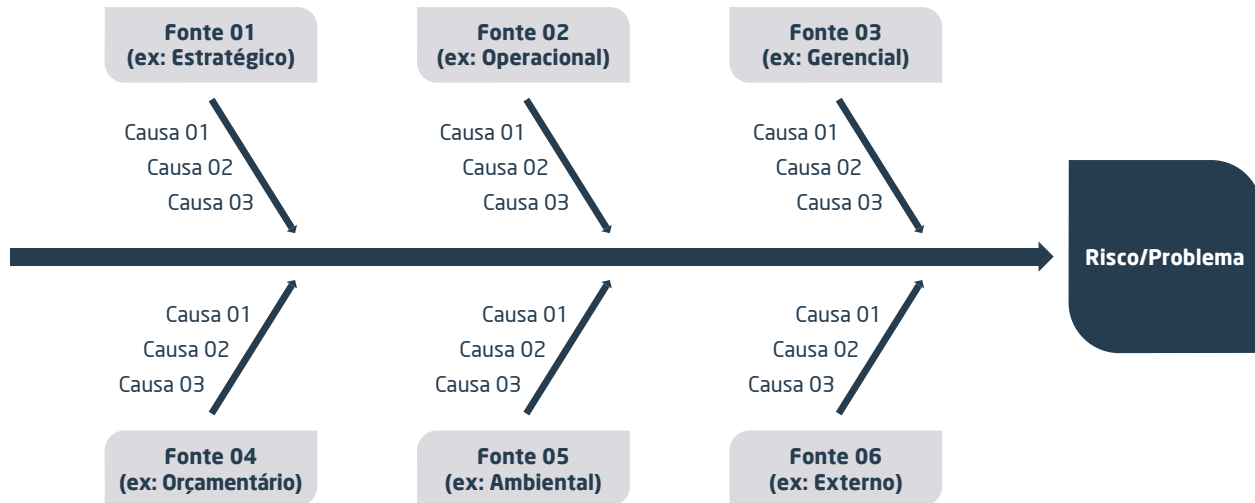 Fonte 01
(ex: Estratégico)
Fonte 02
(ex: Operacional)
Fonte 03
(ex: Gerencial)
Causa 01
Causa 02
Causa 03
Causa 01
Causa 02
Causa 03
Causa 01
Causa 02
Causa 03
Risco/Problema
Causa 01
Causa 02
Causa 03
Causa 01
Causa 02
Causa 03
Causa 01
Causa 02
Causa 03
Fonte 04
(ex: Orçamentário)
Fonte 05
(ex: Ambiental)
Fonte 06
(ex: Externo)